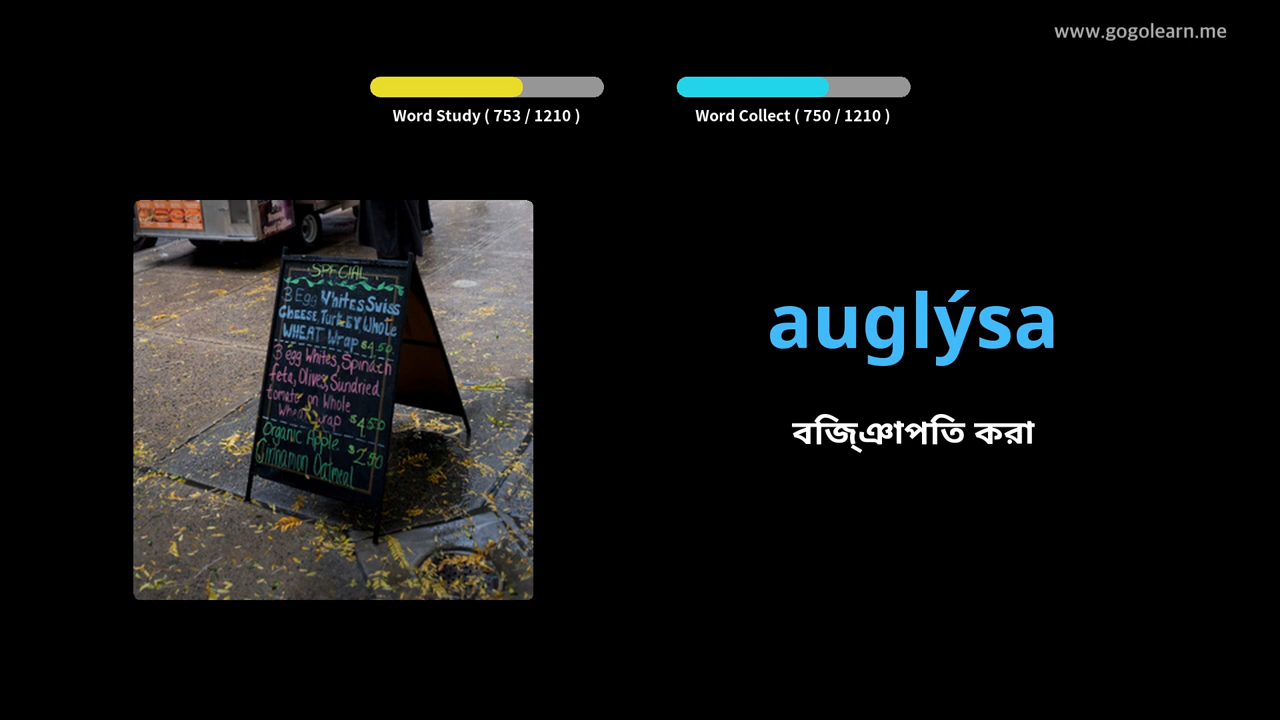 www.gogolearn.me
Word Study ( 753 / 1210 )
Word Collect ( 750 / 1210 )
SPECIAL
3 Egg Whites, Swiss
Cheese, Turkey Whole
WHEAT Wrap $4.50
3 egg Whites, Spinach
feta, Olives, Sundried
tomato on Whole
Wheat Wrap $4.50
Organic Apple $2.50
Cinnamon Oatmeal
auglýsa
বিজ্ঞাপতি করা